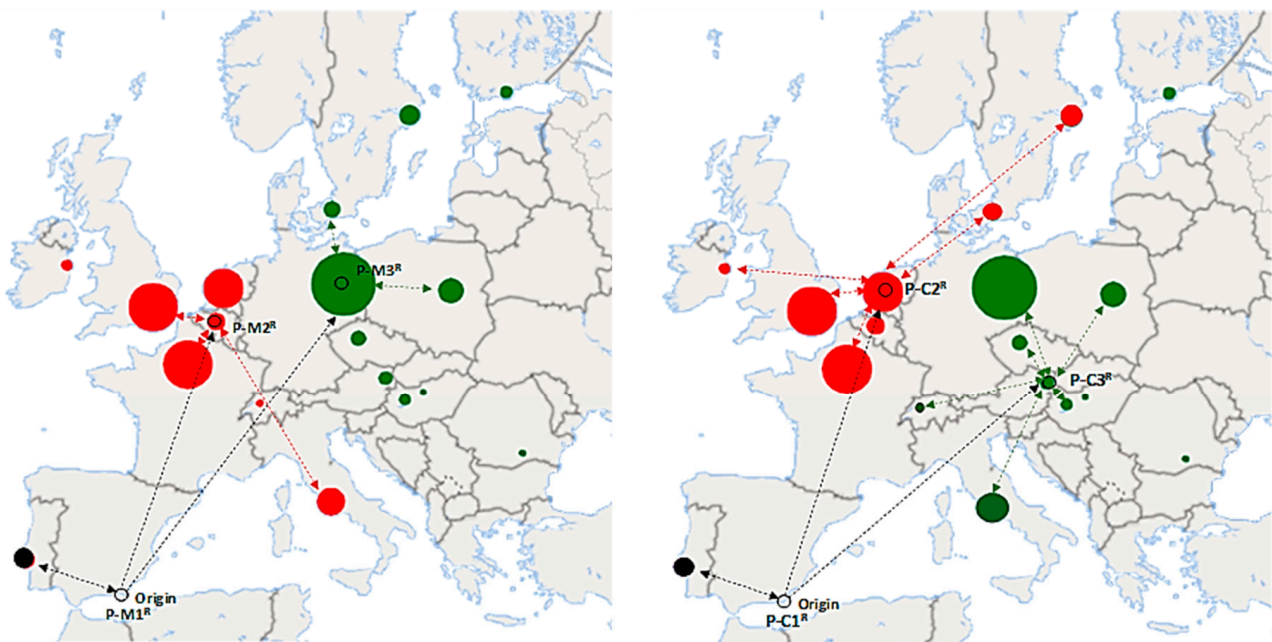 P-M3ᴿ
P-M2ᴿ
Origin
P-M1ᴿ
P-C2ᴿ
P-C3ᴿ
Origin
P-C1ᴿ